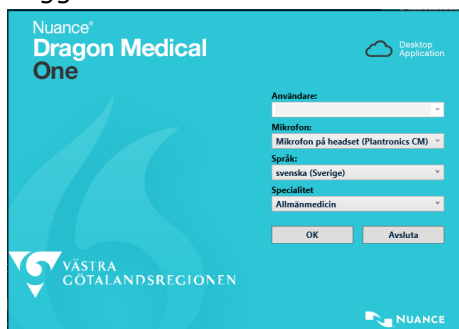 Nuance®
Dragon Medical
One
Desktop
Application
Användare:
Mikrofon:
Mikrofon på headset (Plantronics CM)
Språk:
svenska (Sverige)
Specialitet
Allmänmedicin
OK Avsluta
VÄSTRA
GÖTALANDSREGIONEN
NUANCE